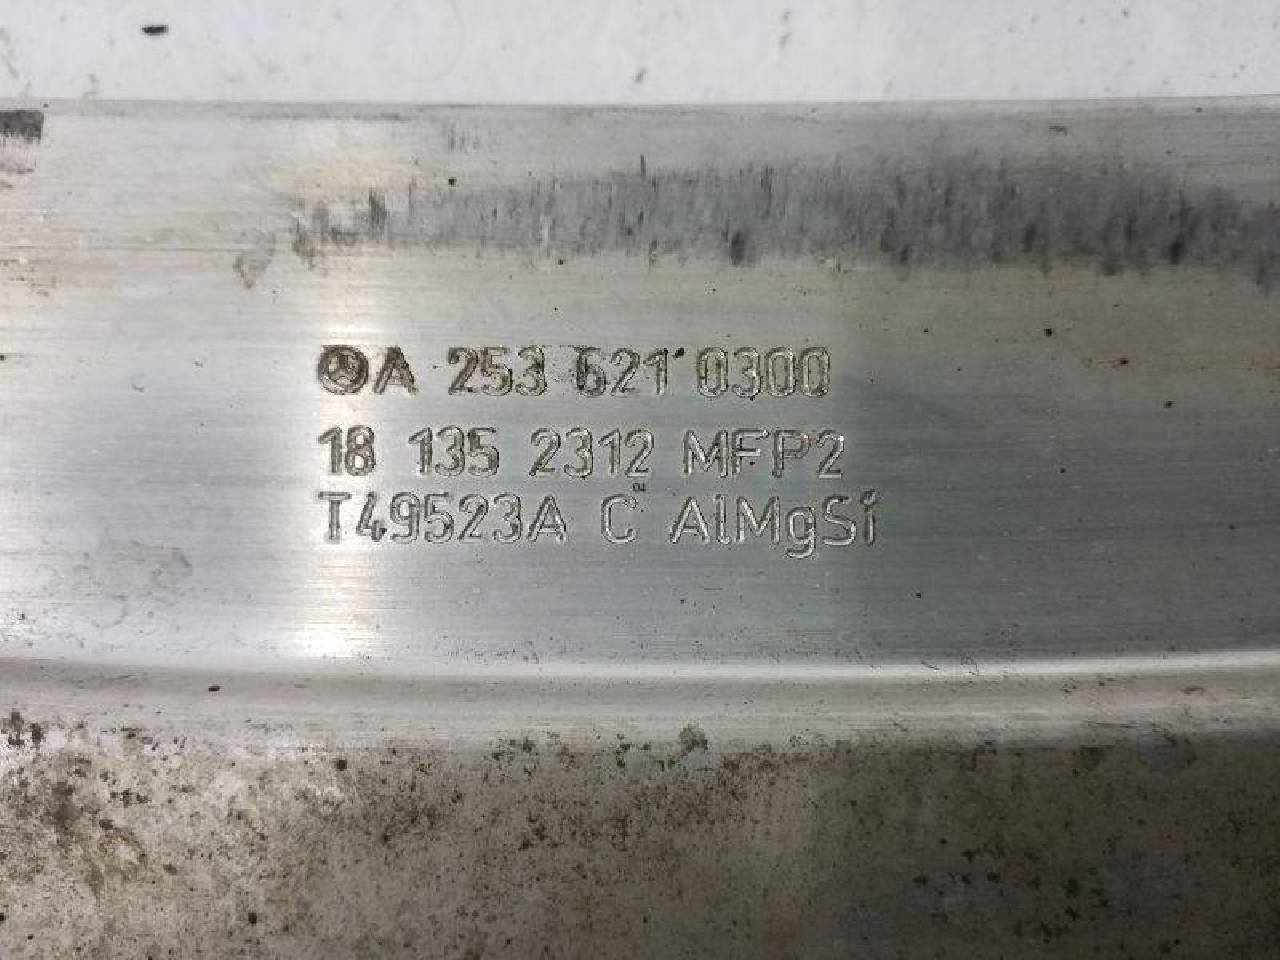 A 253 621 0300
18 135 2312 MFP2
T49523A C AlMgSi